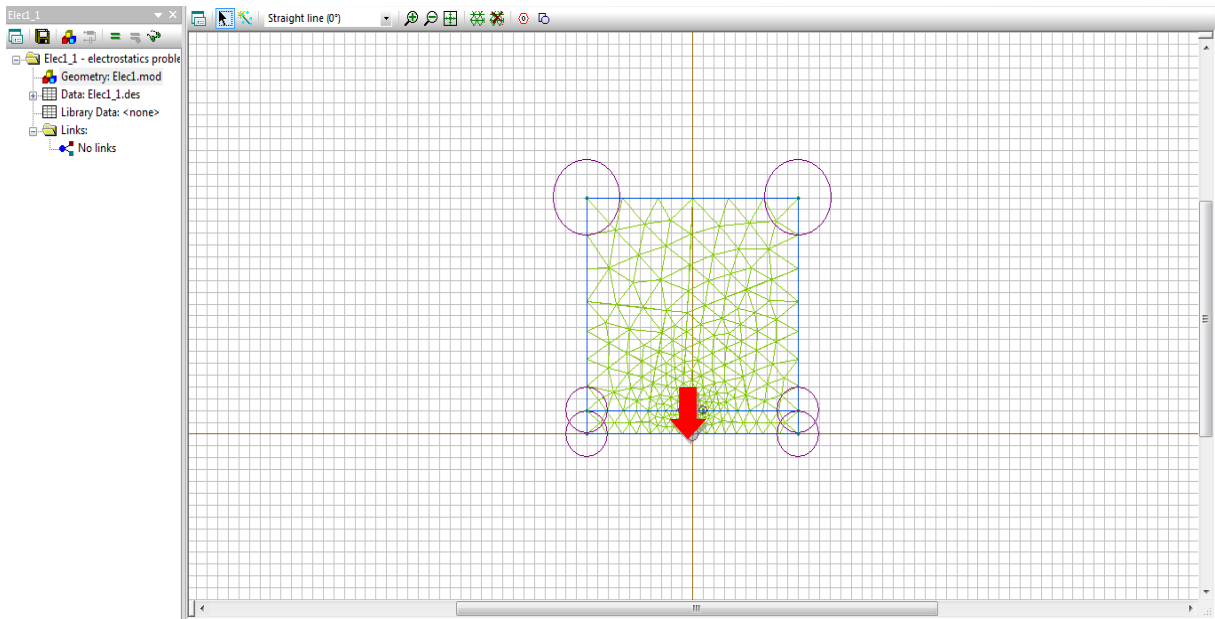 Elec1_1
Straight line (0°)
Elec1_1 - electrostatics proble
Geometry: Elec1.mod
Data: Elec1_1.des
Library Data: <none>
Links:
No links